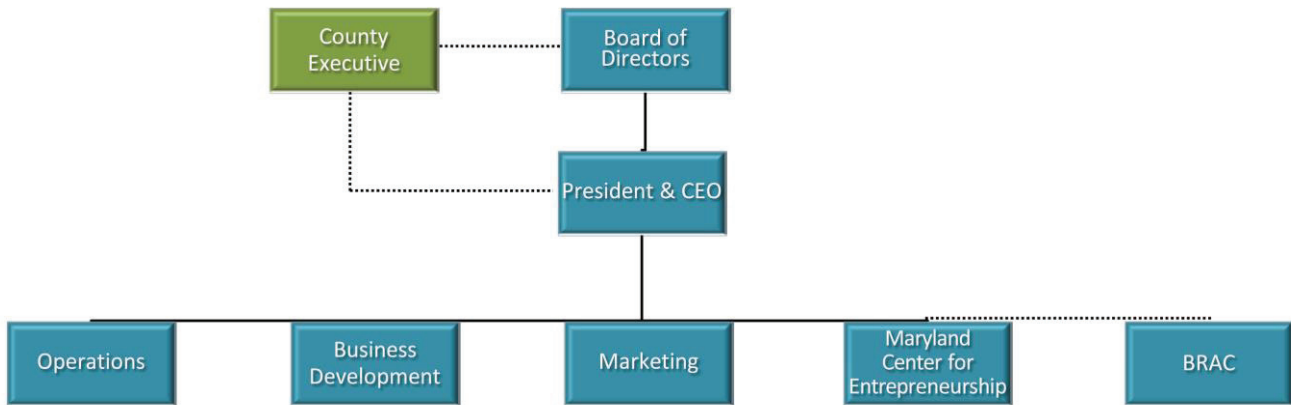 County
Executive
Board of
Directors
President & CEO
Operations
Business
Development
Marketing
Maryland
Center for
Entrepreneurship
BRAC